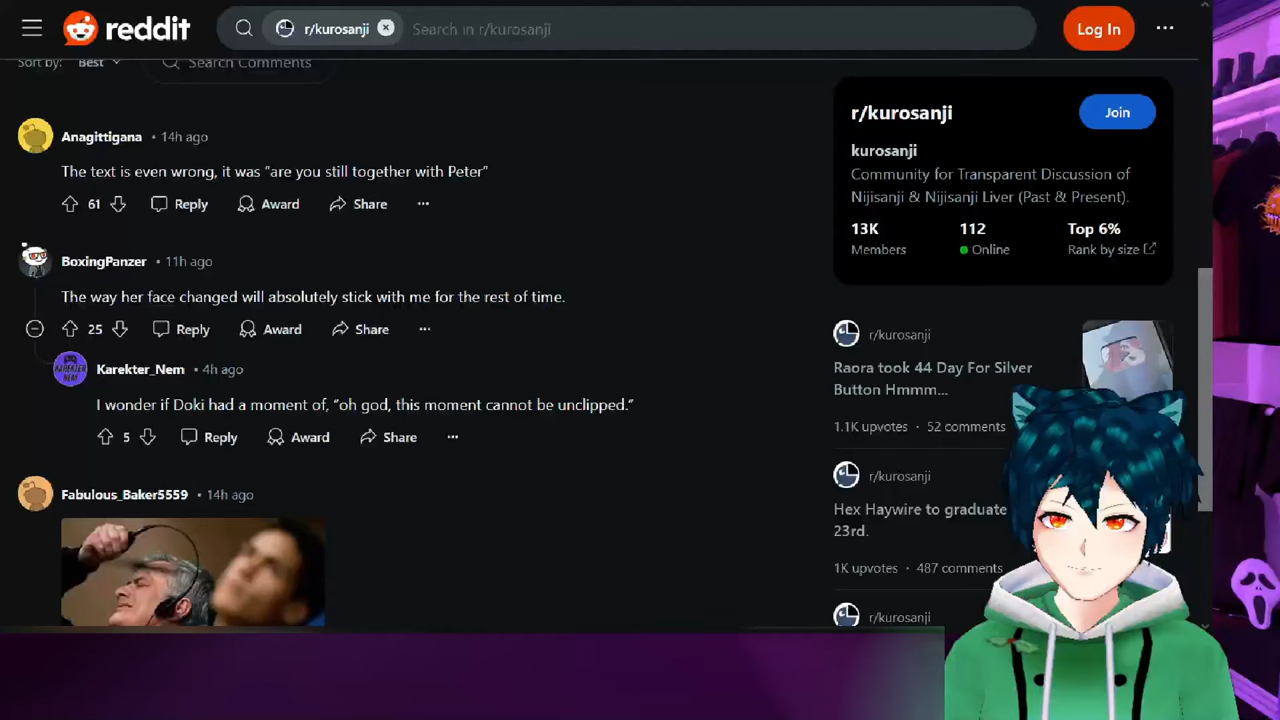 reddit
r/kurosanji
Search in r/kurosanji
Log In
Sort by: Best
Search Comments
Anagittigana • 14h ago
The text is even wrong, it was “are you still together with Peter”
61 Reply Award Share
BoxingPanzer • 11h ago
The way her face changed will absolutely stick with me for the rest of time.
25 Reply Award Share
Karekter_Nem • 4h ago
I wonder if Doki had a moment of, “oh god, this moment cannot be unclipped.”
5 Reply Award Share
Fabulous_Baker5559 • 14h ago
r/kurosanji
Join
kurosanji
Community for Transparent Discussion of
Nijisanji & Nijisanji Liver (Past & Present).
13K 112 Top 6%
Members Online Rank by size
r/kurosanji
Raora took 44 Day For Silver
Button Hmmm...
1.1K upvotes • 52 comments
r/kurosanji
Hex Haywire to graduate
23rd.
1K upvotes • 487 comments
r/kurosanji